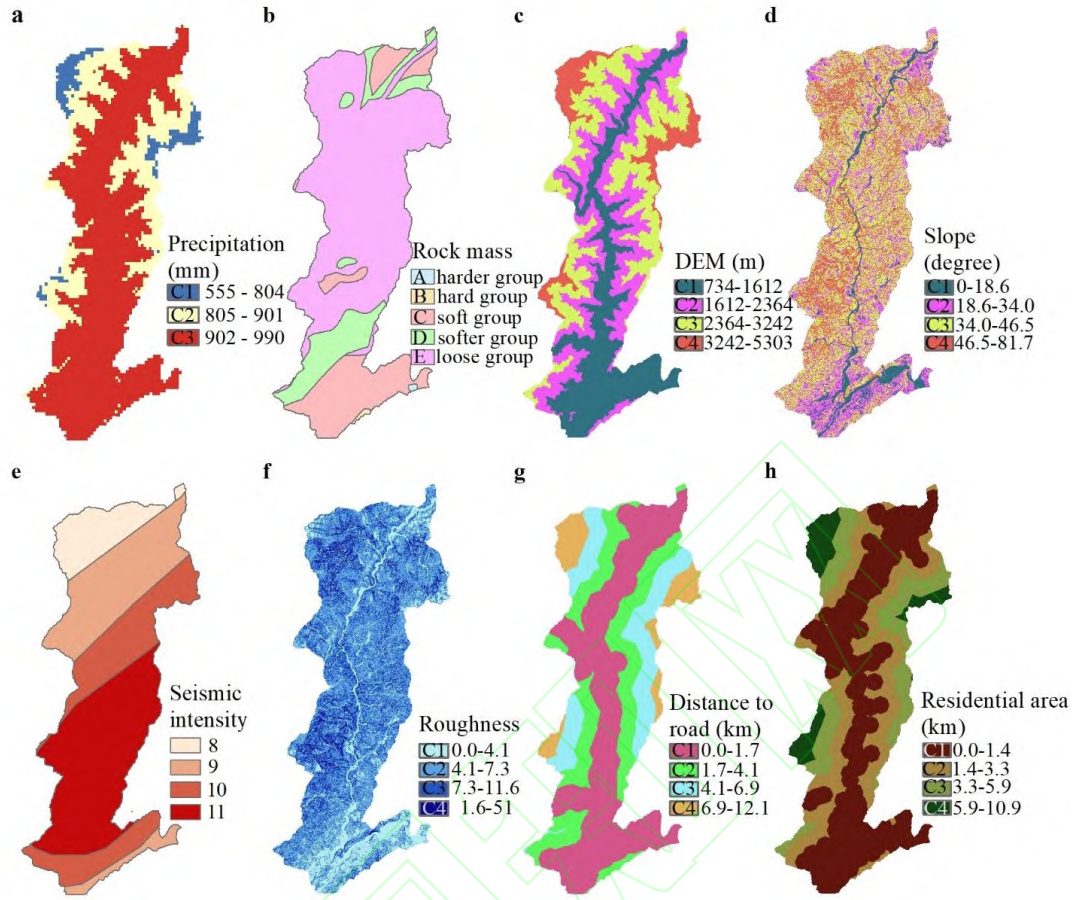 a
b
c
d
Precipitation
(mm)
C1 555 - 804
C2 805 - 901
C3 902 - 990
Rock mass
A harder group
B hard group
C soft group
D softer group
E loose group
DEM (m)
C1 734-1612
C2 1612-2364
C3 2364-3242
C4 3242-5303
Slope
(degree)
C1 0-18.6
C2 18.6-34.0
C3 34.0-46.5
C4 46.5-81.7
e
f
g
h
Seismic
intensity
8
9
10
11
Roughness
C1 0.0-4.1
C2 4.1-7.3
C3 7.3-11.6
C4 1.6-51
Distance to
road (km)
C1 0.0-1.7
C2 1.7-4.1
C3 4.1-6.9
C4 6.9-12.1
Residential area
(km)
C1 0.0-1.4
C2 1.4-3.3
C3 3.3-5.9
C4 5.9-10.9